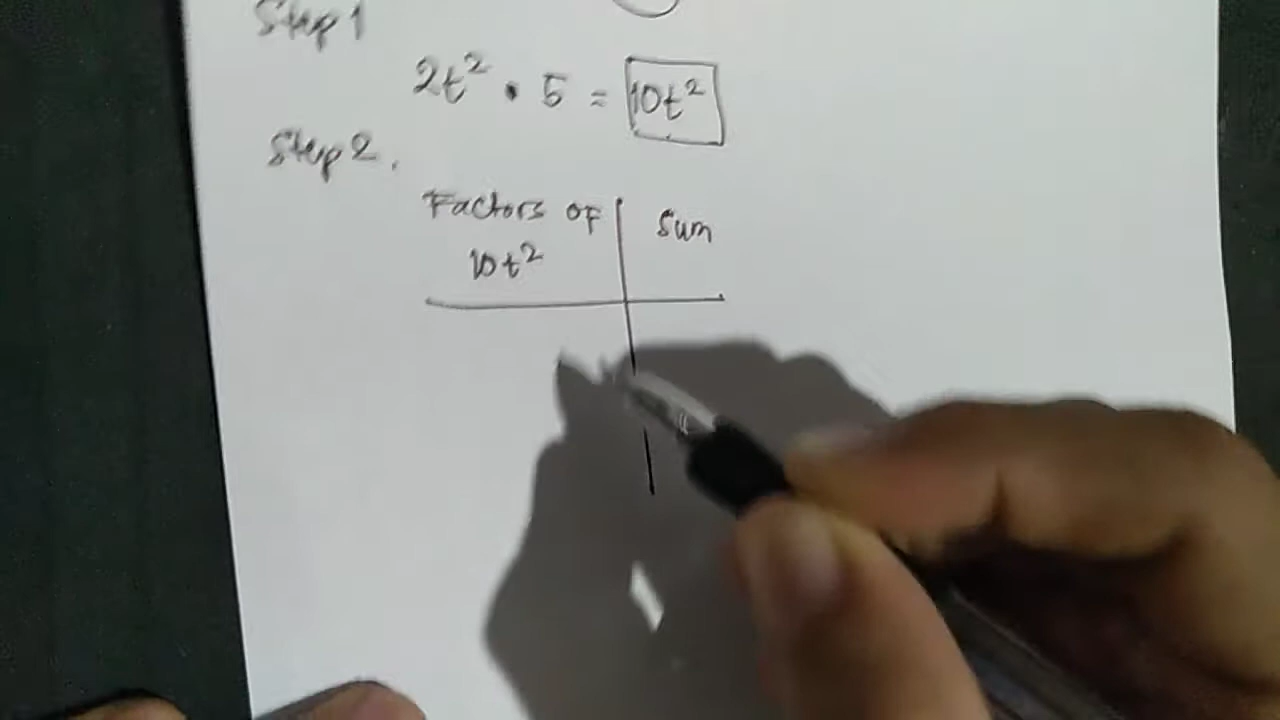 Step 1
2t² • 5 = 10t²
Step 2.
Factors of 10t²
Sum